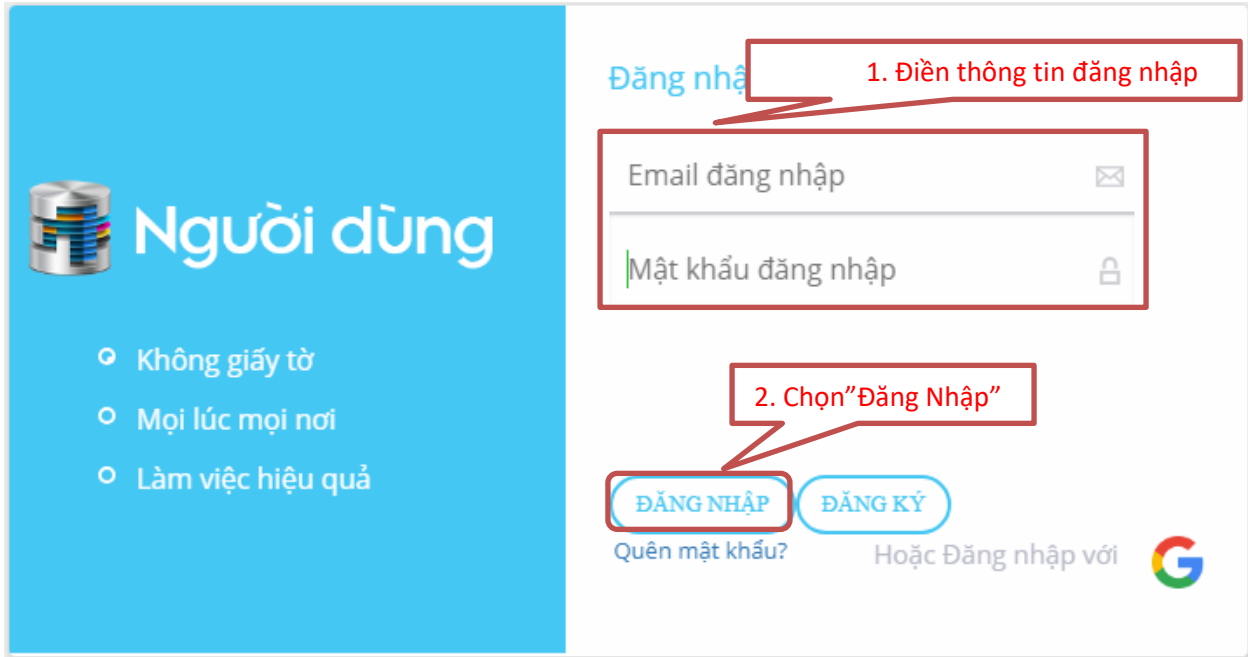 Người dùng
Không giấy tờ
Mọi lúc mọi nơi
Làm việc hiệu quả
Đăng nhậ
1. Điền thông tin đăng nhập
Email đăng nhập
Mật khẩu đăng nhập
2. Chọn”Đăng Nhập”
ĐĂNG NHẬP ĐĂNG KÝ
Quên mật khẩu? Hoặc Đăng nhập với